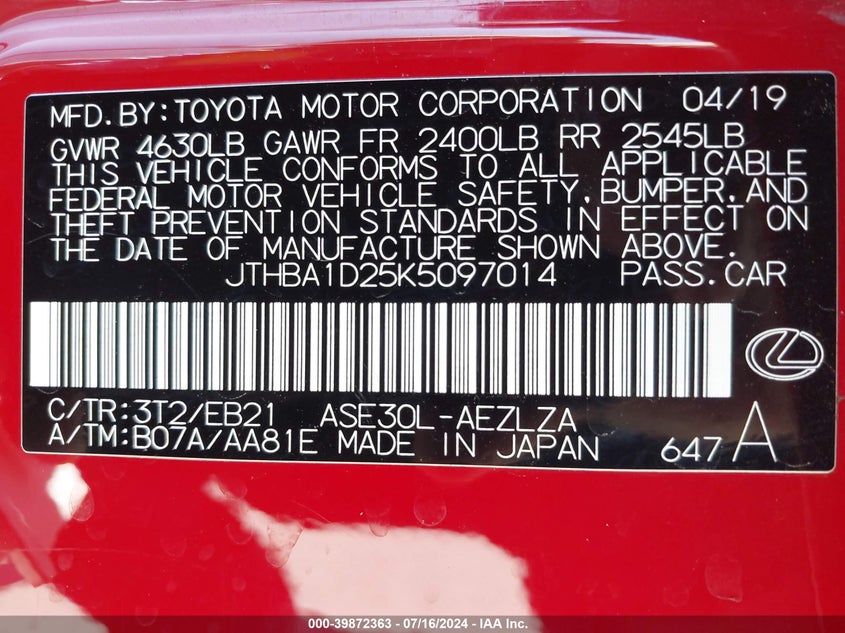 MFD.BY:TOYOTA MOTOR CORPORATION 04/19
GVWR 4630LB GAWR FR 2400LB RR 2545LB
THIS VEHICLE CONFORMS TO ALL APPLICABLE
FEDERAL MOTOR VEHICLE SAFETY,BUMPER,AND
THEFT PREVENTION STANDARDS IN EFFECT ON
THE DATE OF MANUFACTURE SHOWN ABOVE.
JTHBA1D25K5097014 PASS.CAR
C/TR:3T2/EB21 ASE30L-AEZLZA
A/TM:B07A/AA81E MADE IN JAPAN 647A
000-39872363 - 07/16/2024 - IAA Inc.